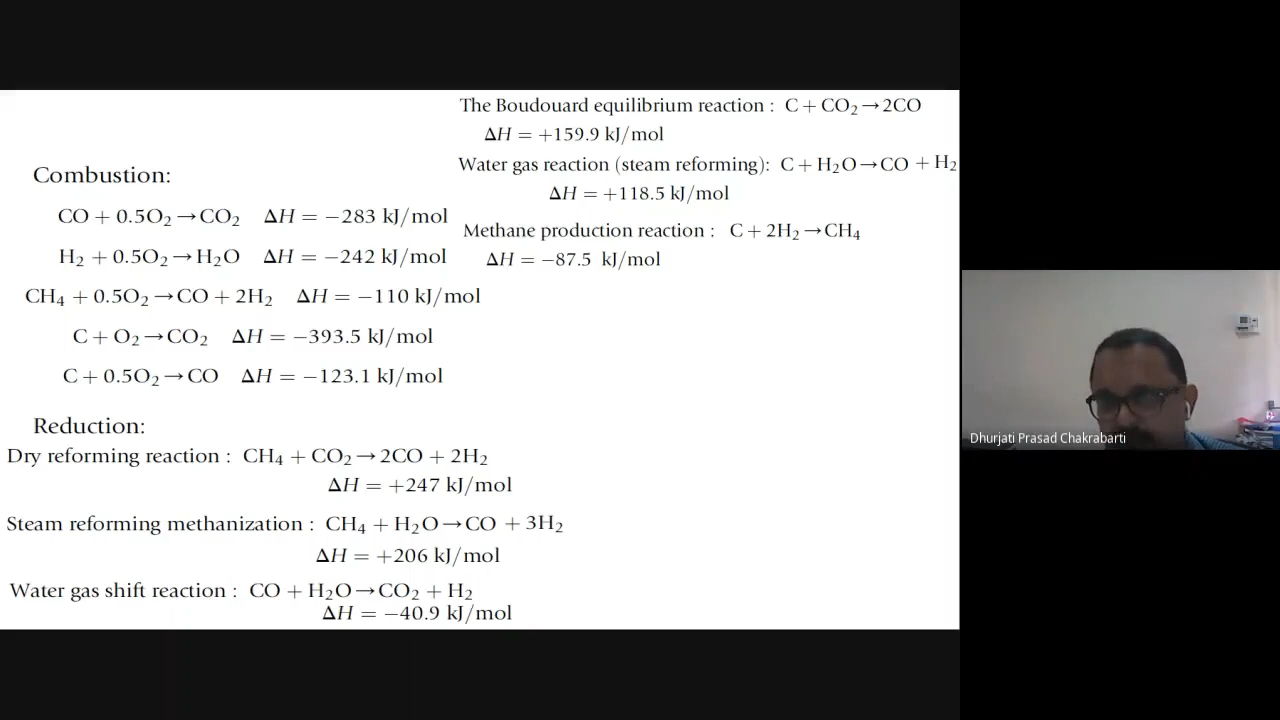 The Boudouard equilibrium reaction : C + CO₂ → 2CO
ΔH = +159.9 kJ/mol
Water gas reaction (steam reforming): C + H₂O → CO + H₂
ΔH = +118.5 kJ/mol
Methane production reaction : C + 2H₂ → CH₄
ΔH = −87.5 kJ/mol
Combustion:
CO + 0.5O₂ → CO₂ ΔH = −283 kJ/mol
H₂ + 0.5O₂ → H₂O ΔH = −242 kJ/mol
CH₄ + 0.5O₂ → CO + 2H₂ ΔH = −110 kJ/mol
C + O₂ → CO₂ ΔH = −393.5 kJ/mol
C + 0.5O₂ → CO ΔH = −123.1 kJ/mol
Reduction:
Dry reforming reaction : CH₄ + CO₂ → 2CO + 2H₂
ΔH = +247 kJ/mol
Steam reforming methanization : CH₄ + H₂O → CO + 3H₂
ΔH = +206 kJ/mol
Water gas shift reaction : CO + H₂O → CO₂ + H₂
ΔH = −40.9 kJ/mol
Dhurjati Prasad Chakrabarti